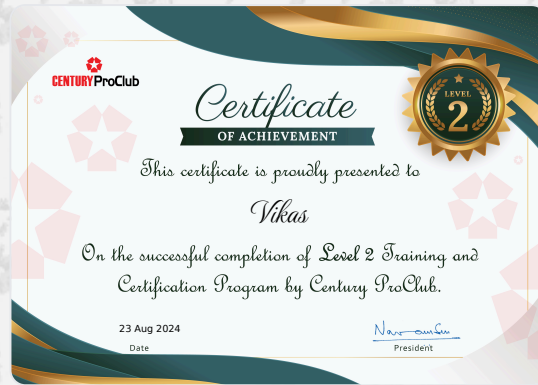 CENTURY ProClub
LEVEL
2
Certificate
OF ACHIEVEMENT
This certificate is proudly presented to
Vikas
On the successful completion of Level 2 Training and
Certification Program by Century ProClub.
23 Aug 2024
Date
President